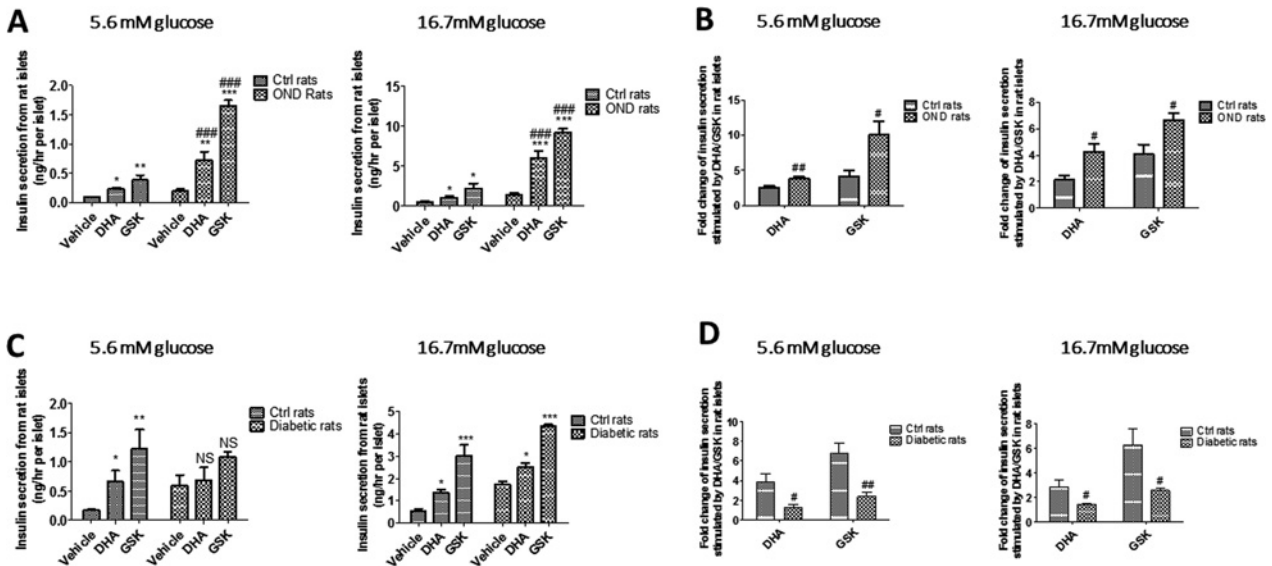 A
5.6 mM glucose
Insulin secretion from rat islets
(ng/hr per islet)
2.0
1.5
1.0
0.5
0.0
* ** ** ### *** ###
Vehicle DHA GSK Vehicle DHA GSK
Ctrl rats
OND Rats
16.7mM glucose
Insulin secretion from rat islets
(ng/hr per islet)
15
10
5
0
* * *** ### *** ###
Vehicle DHA GSK Vehicle DHA GSK
Ctrl rats
OND rats
B
5.6 mM glucose
Fold change of insulin secretion
stimulated by DHA/GSK in rat islets
15
10
5
0
## #
DHA GSK
Ctrl rats
OND rats
16.7mM glucose
Fold change of insulin secretion
stimulated by DHA/GSK in rat islets
8
6
4
2
0
# #
DHA GSK
Ctrl rats
OND rats
C
5.6 mM glucose
Insulin secretion from rat islets
(ng/hr per islet)
2.0
1.5
1.0
0.5
0.0
* ** NS NS
Vehicle DHA GSK Vehicle DHA GSK
Ctrl rats
Diabetic rats
16.7mM glucose
Insulin secretion from rat islets
(ng/hr per islet)
5
4
3
2
1
0
* *** * ***
Vehicle DHA GSK Vehicle DHA GSK
Ctrl rats
Diabetic rats
D
5.6 mM glucose
Fold change of insulin secretion
stimulated by DHA/GSK in rat islets
10
8
6
4
2
0
# ##
DHA GSK
Ctrl rats
Diabetic rats
16.7mM glucose
Fold change of insulin secretion
stimulated by DHA/GSK in rat islets
8
6
4
2
0
# #
DHA GSK
Ctrl rats
Diabetic rats